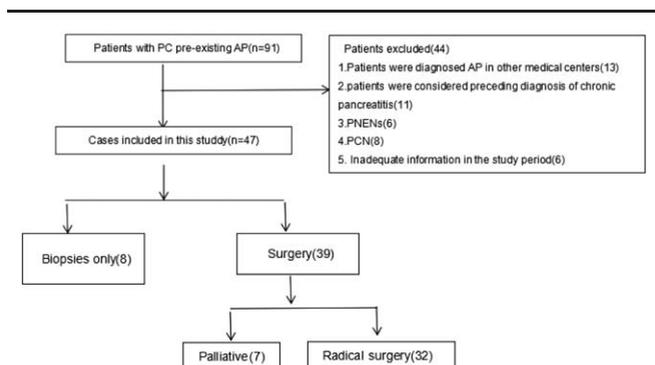 Patients with PC pre-existing AP(n=91)
Patients excluded(44)
1.Patients were diagnosed AP in other medical centers(13)
2.patients were considered preceding diagnosis of chronic
pancreatitis(11)
3.PNENs(6)
4.PCN(8)
5. Inadequate information in the study period(6)
Cases included in this studdy(n=47)
Biopsies only(8)
Surgery(39)
Palliative(7)
Radical surgery(32)